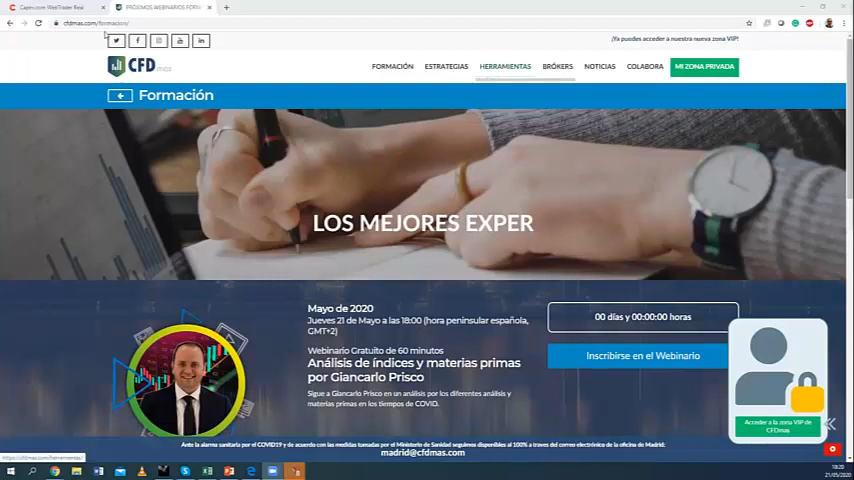 Capex.com WebTrader Real
PRÓXIMOS WEBINARIOS FORM
cfdmas.com/formacion/
¡Ya puedes acceder a nuestra nueva zona VIP!
CFD mas
FORMACIÓN ESTRATEGIAS HERRAMIENTAS BRÓKERS NOTICIAS COLABORA MI ZONA PRIVADA
Formación
LOS MEJORES EXPER
Mayo de 2020
Jueves 21 de Mayo a las 18:00 (hora peninsular española,
GMT+2)
Webinario Gratuito de 60 minutos
Análisis de índices y materias primas
por Giancarlo Prisco
Sigue a Giancarlo Prisco en un análisis por los diferentes análisis y
materias primas en los tiempos de COVID.
00 días y 00:00:00 horas
Inscribirse en el Webinario
Acceder a la zona VIP de
CFDmas
Ante la alarma sanitaria por el COVID19 y de acuerdo con las medidas tomadas por el Ministerio de Sanidad seguimos disponibles al 100% a traves del correo electrónico de la oficina de Madrid:
madrid@cfdmas.com
https://cfdmas.com/herramientas/
18:20
21/05/2020